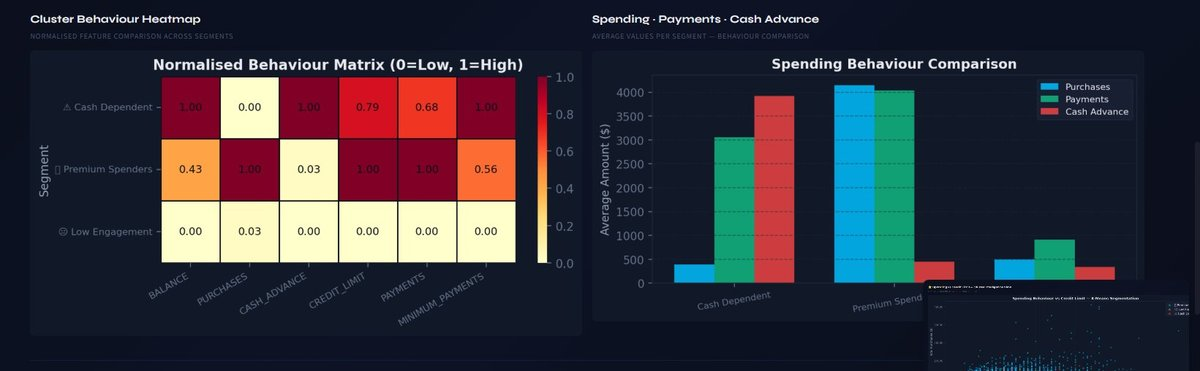 Cluster Behaviour Heatmap
NORMALISED FEATURE COMPARISON ACROSS SEGMENTS
Normalised Behaviour Matrix (0=Low, 1=High)
Segment
⚠ Cash Dependent
1.00 0.00 1.00 0.79 0.68 1.00
Premium Spenders
0.43 1.00 0.03 1.00 1.00 0.56
Low Engagement
0.00 0.03 0.00 0.00 0.00 0.00
BALANCE
PURCHASES
CASH_ADVANCE
CREDIT_LIMIT
PAYMENTS
MINIMUM_PAYMENTS
1.0
0.8
0.6
0.4
0.2
0.0
Spending · Payments · Cash Advance
AVERAGE VALUES PER SEGMENT — BEHAVIOUR COMPARISON
Spending Behaviour Comparison
Average Amount ($)
4000
3500
3000
2500
2000
1500
1000
500
0
Purchases
Payments
Cash Advance
Cash Dependent
Premium Spend
Spending Behaviour vs Credit Limit — K-Means Segmentation